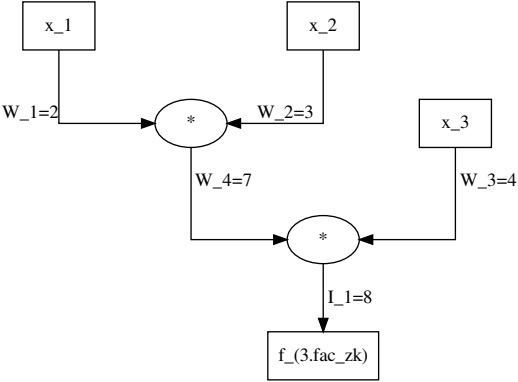 x_1
x_2
W_1=2
*
W_2=3
x_3
W_4=7
W_3=4
*
I_1=8
f_(3.fac_zk)